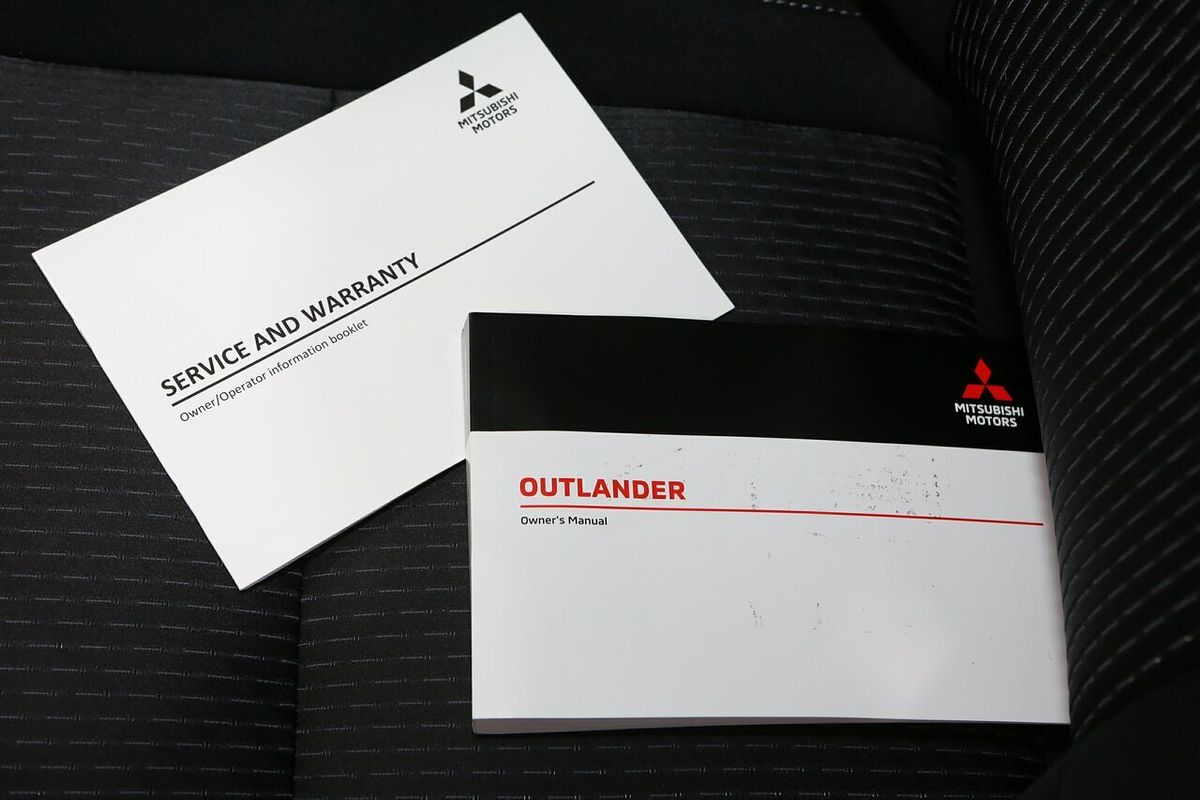 MITSUBISHI
MOTORS
SERVICE AND WARRANTY
Owner/Operator information booklet
MITSUBISHI
MOTORS
OUTLANDER
Owner's Manual